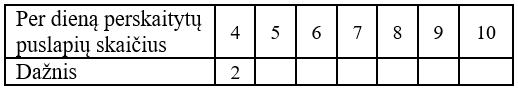 Per dieną perskaitytų
puslapių skaičius 4 5 6 7 8 9 10
Dažnis 2